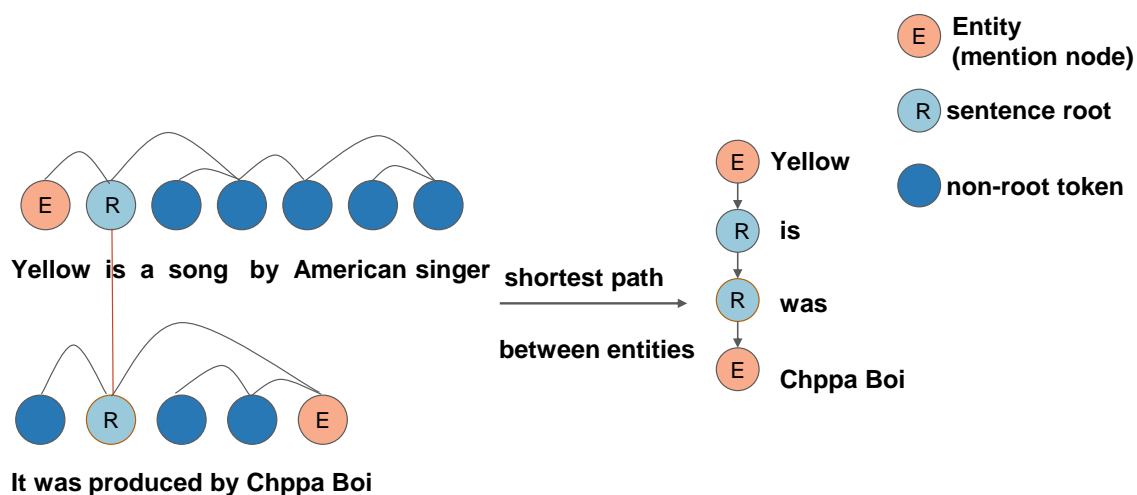 E Entity
(mention node)
R sentence root
non-root token
E R
Yellow is a song by American singer
R E
It was produced by Chppa Boi
shortest path
between entities
E Yellow
R is
R was
E Chppa Boi